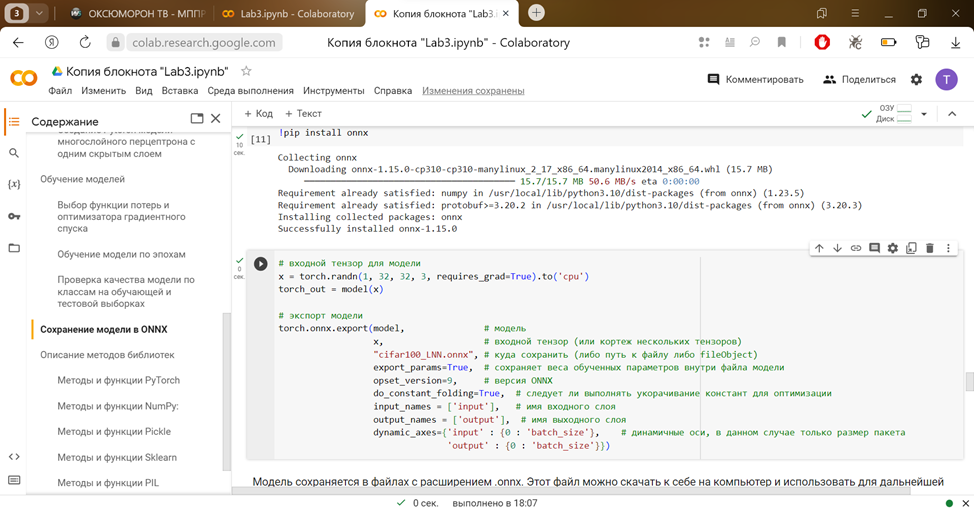 3
ОКСЮМОРОН ТВ - МППР
Lab3.ipynb - Colaboratory
Копия блокнота "Lab3.ipynb"
colab.research.google.com
Копия блокнота "Lab3.ipynb" - Colaboratory
Копия блокнота "Lab3.ipynb"
Файл Изменить Вид Вставка Среда выполнения Инструменты Справка Изменения сохранены
Комментировать
Поделиться
T
Содержание
многослойного перцептрона с
одним скрытым слоем
Обучение моделей
Выбор функции потерь и
оптимизатора градиентного
спуска
Обучение модели по эпохам
Проверка качества модели по
классам на обучающей и
тестовой выборках
Сохранение модели в ONNX
Описание методов библиотек
Методы и функции PyTorch
Методы и функции NumPy:
Методы и функции Pickle
Методы и функции Sklearn
Методы и функции PIL
+ Код + Текст
ОЗУ
Диск
10
сек.
[11]
!pip install onnx
Collecting onnx
Downloading onnx-1.15.0-cp310-cp310-manylinux_2_17_x86_64.manylinux2014_x86_64.whl (15.7 MB)
15.7/15.7 MB 50.6 MB/s eta 0:00:00
Requirement already satisfied: numpy in /usr/local/lib/python3.10/dist-packages (from onnx) (1.23.5)
Requirement already satisfied: protobuf>=3.20.2 in /usr/local/lib/python3.10/dist-packages (from onnx) (3.20.3)
Installing collected packages: onnx
Successfully installed onnx-1.15.0
0
сек.
# входной тензор для модели
x = torch.randn(1, 32, 32, 3, requires_grad=True).to('cpu')
torch_out = model(x)
# экспорт модели
torch.onnx.export(model, # модель
x, # входной тензор (или кортеж нескольких тензоров)
"cifar100_LNN.onnx", # куда сохранить (либо путь к файлу либо fileObject)
export_params=True, # сохраняет веса обученных параметров внутри файла модели
opset_version=9, # версия ONNX
do_constant_folding=True, # следует ли выполнять укорачивание констант для оптимизации
input_names = ['input'], # имя входного слоя
output_names = ['output'], # имя выходного слоя
dynamic_axes={'input' : {0 : 'batch_size'}, # динамичные оси, в данном случае только размер пакета
'output' : {0 : 'batch_size'}})
Модель сохраняется в файлах с расширением .onnx. Этот файл можно скачать к себе на компьютер и использовать для дальнейшей
0 сек. выполнено в 18:07